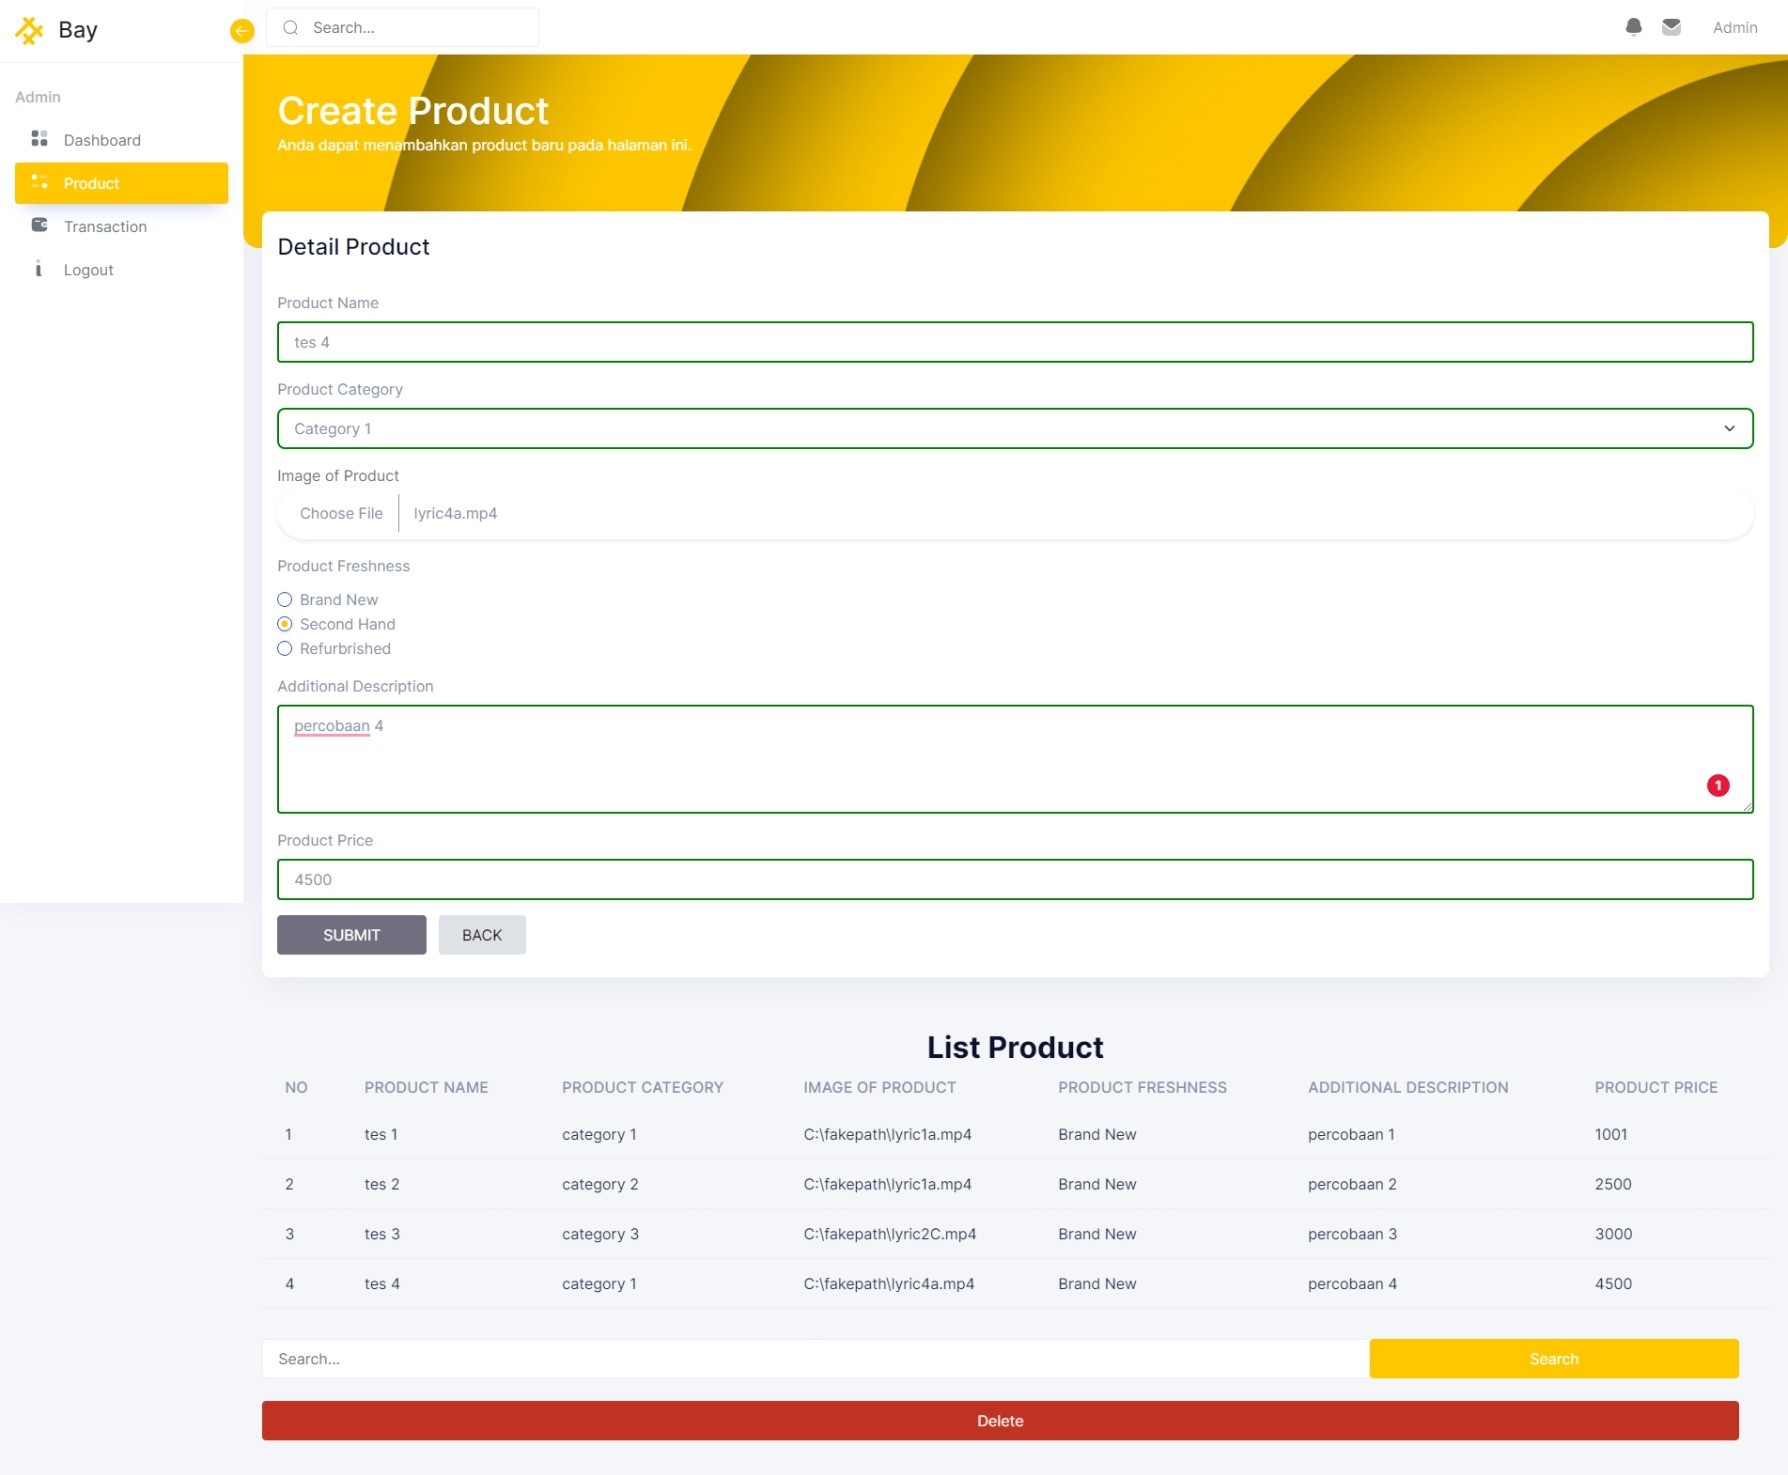 Bay
Search...
Admin
Admin
Dashboard
Product
Transaction
Logout
Create Product
Anda dapat menambahkan product baru pada halaman ini.
Detail Product
Product Name
tes 4
Product Category
Category 1
Image of Product
Choose File lyric4a.mp4
Product Freshness
Brand New
Second Hand
Refurbrished
Additional Description
percobaan 4
1
Product Price
4500
SUBMIT BACK
List Product
NO PRODUCT NAME PRODUCT CATEGORY IMAGE OF PRODUCT PRODUCT FRESHNESS ADDITIONAL DESCRIPTION PRODUCT PRICE
1 tes 1 category 1 C:\fakepath\lyric1a.mp4 Brand New percobaan 1 1001
2 tes 2 category 2 C:\fakepath\lyric1a.mp4 Brand New percobaan 2 2500
3 tes 3 category 3 C:\fakepath\lyric2C.mp4 Brand New percobaan 3 3000
4 tes 4 category 1 C:\fakepath\lyric4a.mp4 Brand New percobaan 4 4500
Search... Search
Delete